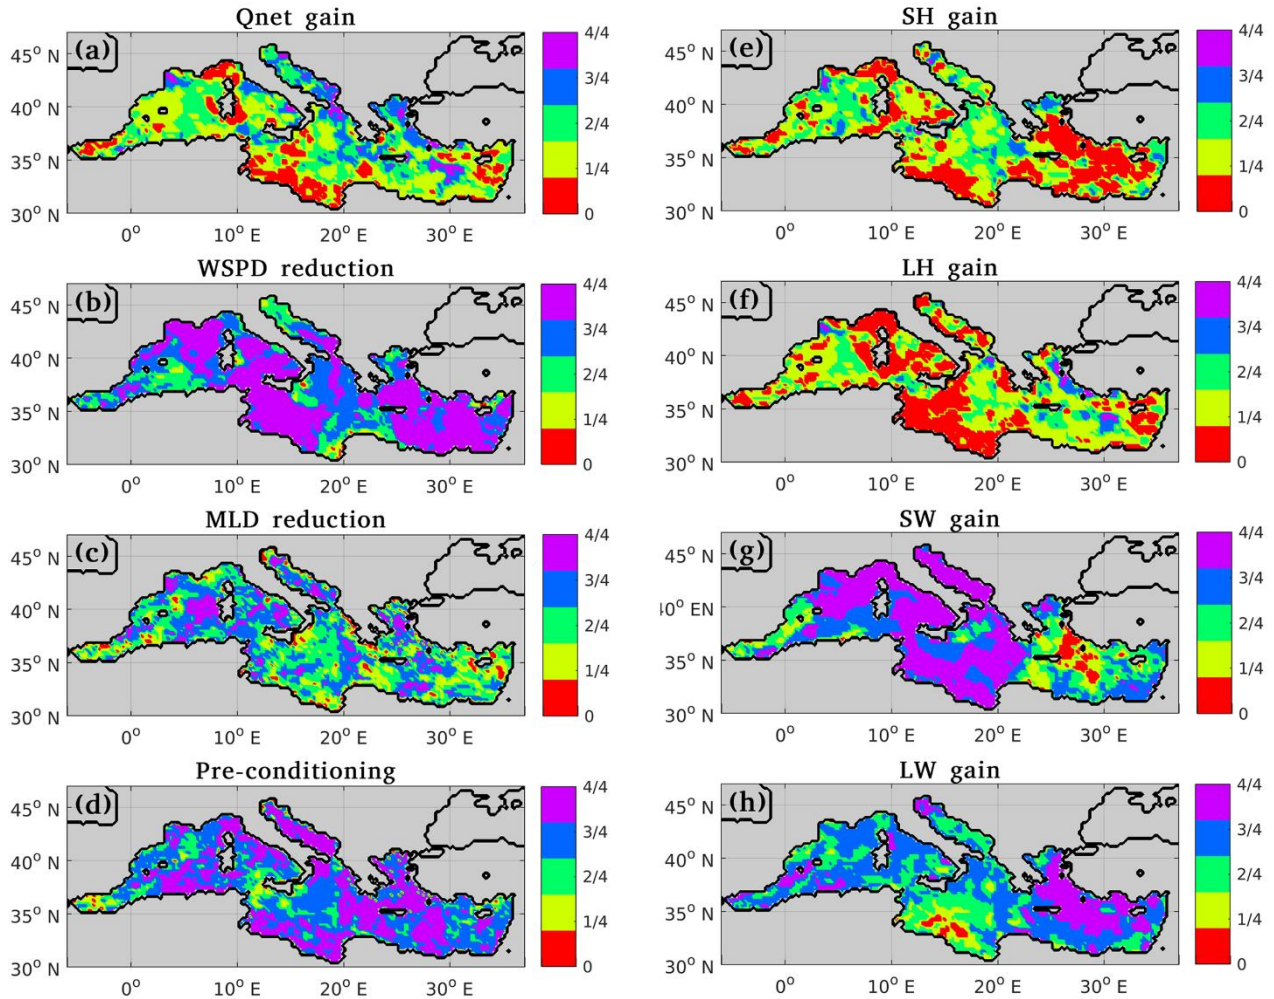 Qnet gain
(a)
45° N
40° N
35° N
30° N
0° 10° E 20° E 30° E
4/4
3/4
2/4
1/4
0
WSPD reduction
(b)
45° N
40° N
35° N
30° N
0° 10° E 20° E 30° E
4/4
3/4
2/4
1/4
0
MLD reduction
(c)
45° N
40° N
35° N
30° N
0° 10° E 20° E 30° E
4/4
3/4
2/4
1/4
0
Pre-conditioning
(d)
45° N
40° N
35° N
30° N
0° 10° E 20° E 30° E
4/4
3/4
2/4
1/4
0
SH gain
(e)
45° N
40° N
35° N
30° N
0° 10° E 20° E 30° E
4/4
3/4
2/4
1/4
0
LH gain
(f)
45° N
40° N
35° N
30° N
0° 10° E 20° E 30° E
4/4
3/4
2/4
1/4
0
SW gain
(g)
45° N
40° EN
35° N
30° N
0° 10° E 20° E 30° E
4/4
3/4
2/4
1/4
0
LW gain
(h)
45° N
40° N
35° N
30° N
0° 10° E 20° E 30° E
4/4
3/4
2/4
1/4
0